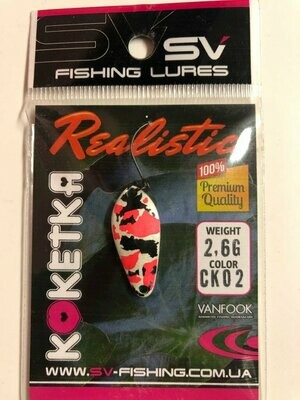 SV SV
FISHING LURES
Realistic
КОКЕТКА
100%
Premium
Quality
WEIGHT
2,6G
COLOR
CK02
VANFOOK
WWW.SV-FISHING.COM.UA